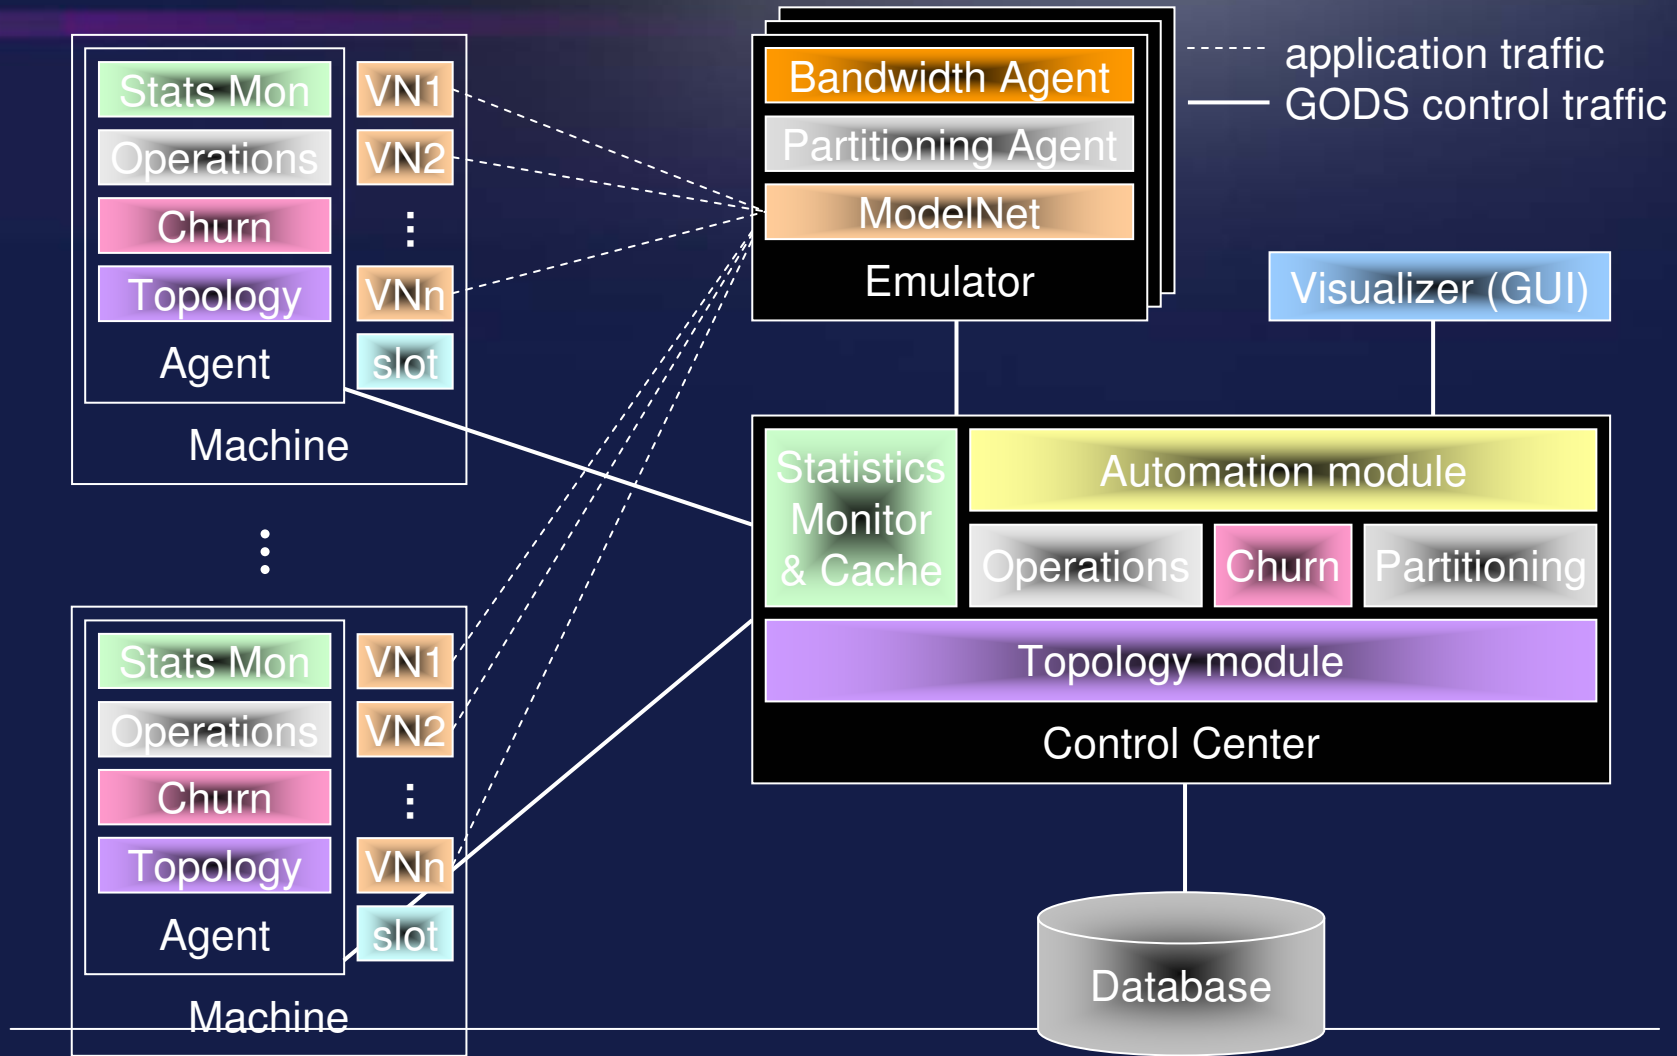 Stats Mon
Operations
Churn
Topology
Agent
VN1
VN2
⋮
VNn
slot
Machine
⋮
Stats Mon
Operations
Churn
Topology
Agent
VN1
VN2
⋮
VNn
slot
Machine
Bandwidth Agent
Partitioning Agent
ModelNet
Emulator
application traffic
GODS control traffic
Visualizer (GUI)
Statistics
Monitor
& Cache
Automation module
Operations
Churn
Partitioning
Topology module
Control Center
Database